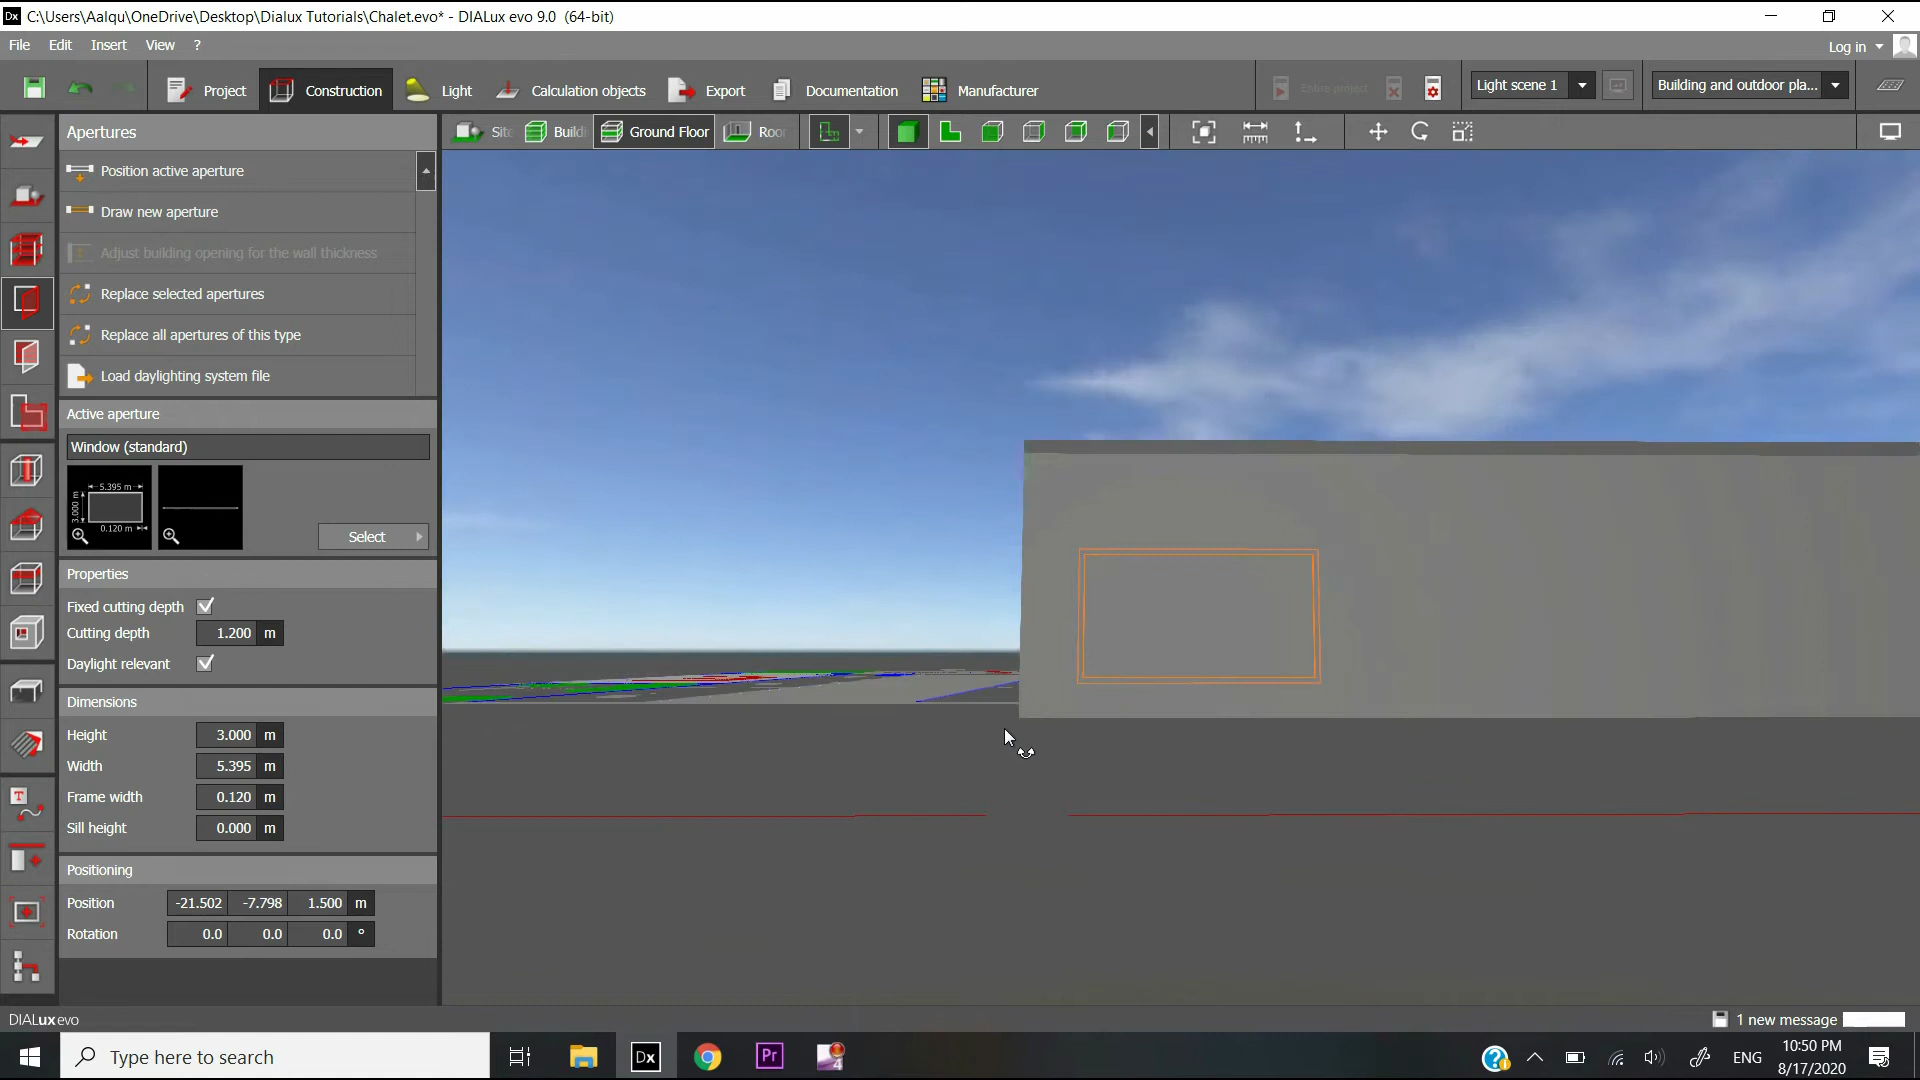 C:\Users\Aalqu\OneDrive\Desktop\Dialux Tutorials\Chalet.evo* - DIALux evo 9.0 (64-bit)
File Edit Insert View ?
Log in
Project Construction Light Calculation objects Export Documentation Manufacturer
Entire project
Light scene 1
Building and outdoor pla...
Apertures
Site Buildi Ground Floor Roon
Position active aperture
Draw new aperture
Adjust building opening for the wall thickness
Replace selected apertures
Replace all apertures of this type
Load daylighting system file
Active aperture
Window (standard)
5.395 m
3.000 m
0.120 m
Select
Properties
Fixed cutting depth
Cutting depth 1.200 m
Daylight relevant
Dimensions
Height 3.000 m
Width 5.395 m
Frame width 0.120 m
Sill height 0.000 m
Positioning
Position -21.502 -7.798 1.500 m
Rotation 0.0 0.0 0.0 °
DIALux evo
1 new message
Type here to search
Dx
Pr
ENG
10:50 PM
8/17/2020